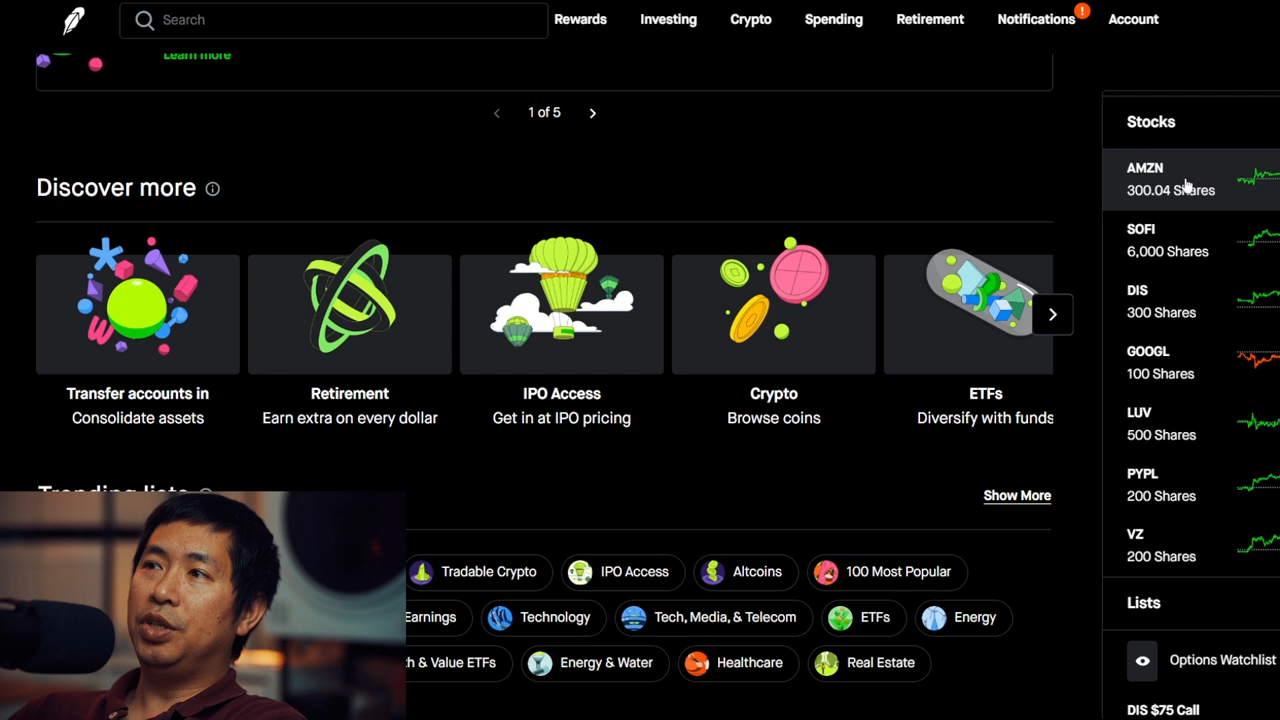 Search
Rewards
Investing
Crypto
Spending
Retirement
Notifications
!
Account
Learn more
1 of 5
Discover more
Transfer accounts in
Consolidate assets
Retirement
Earn extra on every dollar
IPO Access
Get in at IPO pricing
Crypto
Browse coins
ETFs
Diversify with funds
Trending lists
Show More
Tradable Crypto
IPO Access
Altcoins
100 Most Popular
Earnings
Technology
Tech, Media, & Telecom
ETFs
Energy
& Value ETFs
Energy & Water
Healthcare
Real Estate
Stocks
AMZN
300.04 Shares
SOFI
6,000 Shares
DIS
300 Shares
GOOGL
100 Shares
LUV
500 Shares
PYPL
200 Shares
VZ
200 Shares
Lists
Options Watchlist
DIS $75 Call